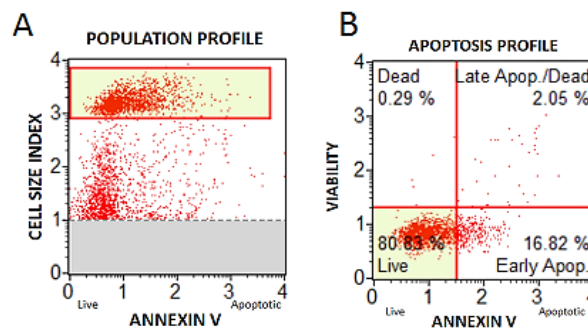 A
POPULATION PROFILE
CELL SIZE INDEX
4
3
2
1
0
0 1 2 3 4
Live Apoptotic
ANNEXIN V
B
APOPTOSIS PROFILE
VIABILITY
4
3
2
1
0
Dead
0.29 %
Late Apop./Dead
2.05 %
80.83 %
Live
16.82 %
Early Apop.
0 1 2 3
Live Apoptotic
ANNEXIN V